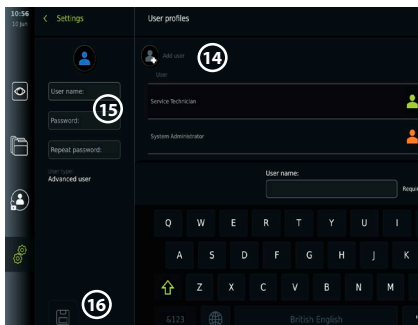 10:56
10 Jun
Settings
User profiles
Add user
14
User
User name:
15
Service Technician
Password:
System Administrator
Repeat password:
User type:
Advanced user
User name:
Require
Q W E R T Y U I
A S D F G H J K
Z X C V B N M
16
&123
British English